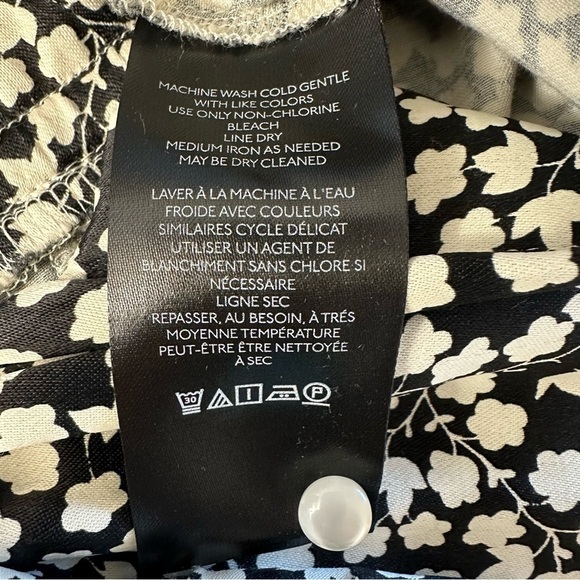 MACHINE WASH COLD GENTLE
WITH LIKE COLORS
USE ONLY NON-CHLORINE
BLEACH
LINE DRY
MEDIUM IRON AS NEEDED
MAY BE DRY CLEANED
LAVER À LA MACHINE À L'EAU
FROIDE AVEC COULEURS
SIMILAIRES CYCLE DÉLICAT
UTILISER UN AGENT DE
BLANCHIMENT SANS CHLORE SI
NÉCESSAIRE
LIGNE SEC
REPASSER, AU BESOIN, À TRÉS
MOYENNE TEMPÉRATURE
PEUT-ÊTRE ÊTRE NETTOYÉE
À SEC
30 P